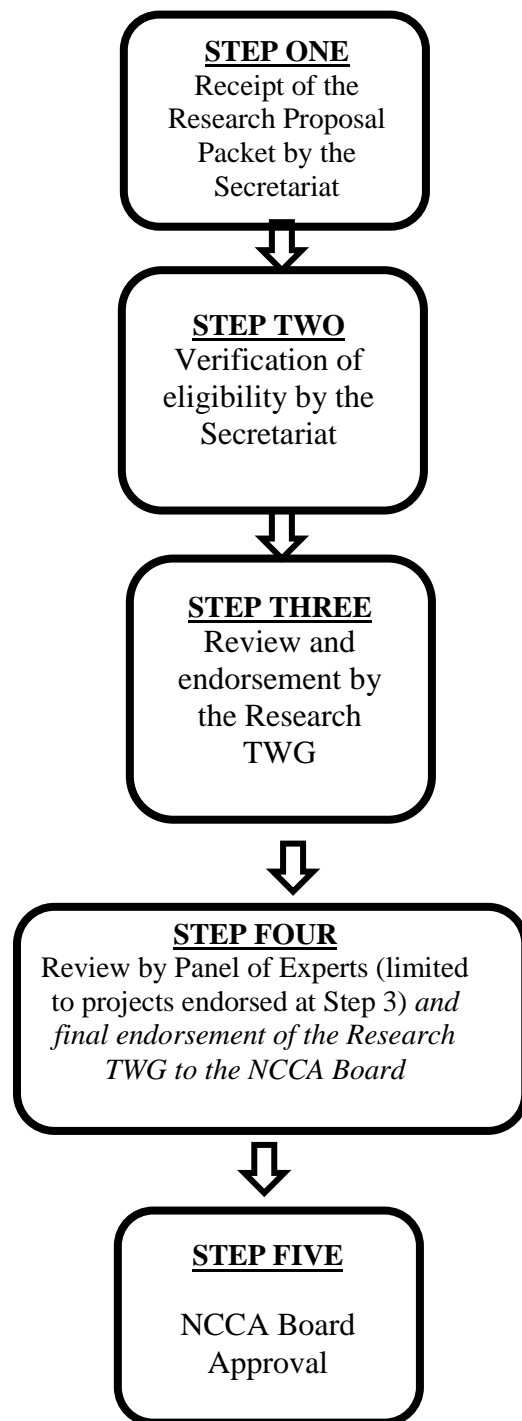 STEP ONE
Receipt of the
Research Proposal
Packet by the
Secretariat
STEP TWO
Verification of
eligibility by the
Secretariat
STEP THREE
Review and
endorsement by
the Research
TWG
STEP FOUR
Review by Panel of Experts (limited
to projects endorsed at Step 3) and
final endorsement of the Research
TWG to the NCCA Board
STEP FIVE
NCCA Board
Approval